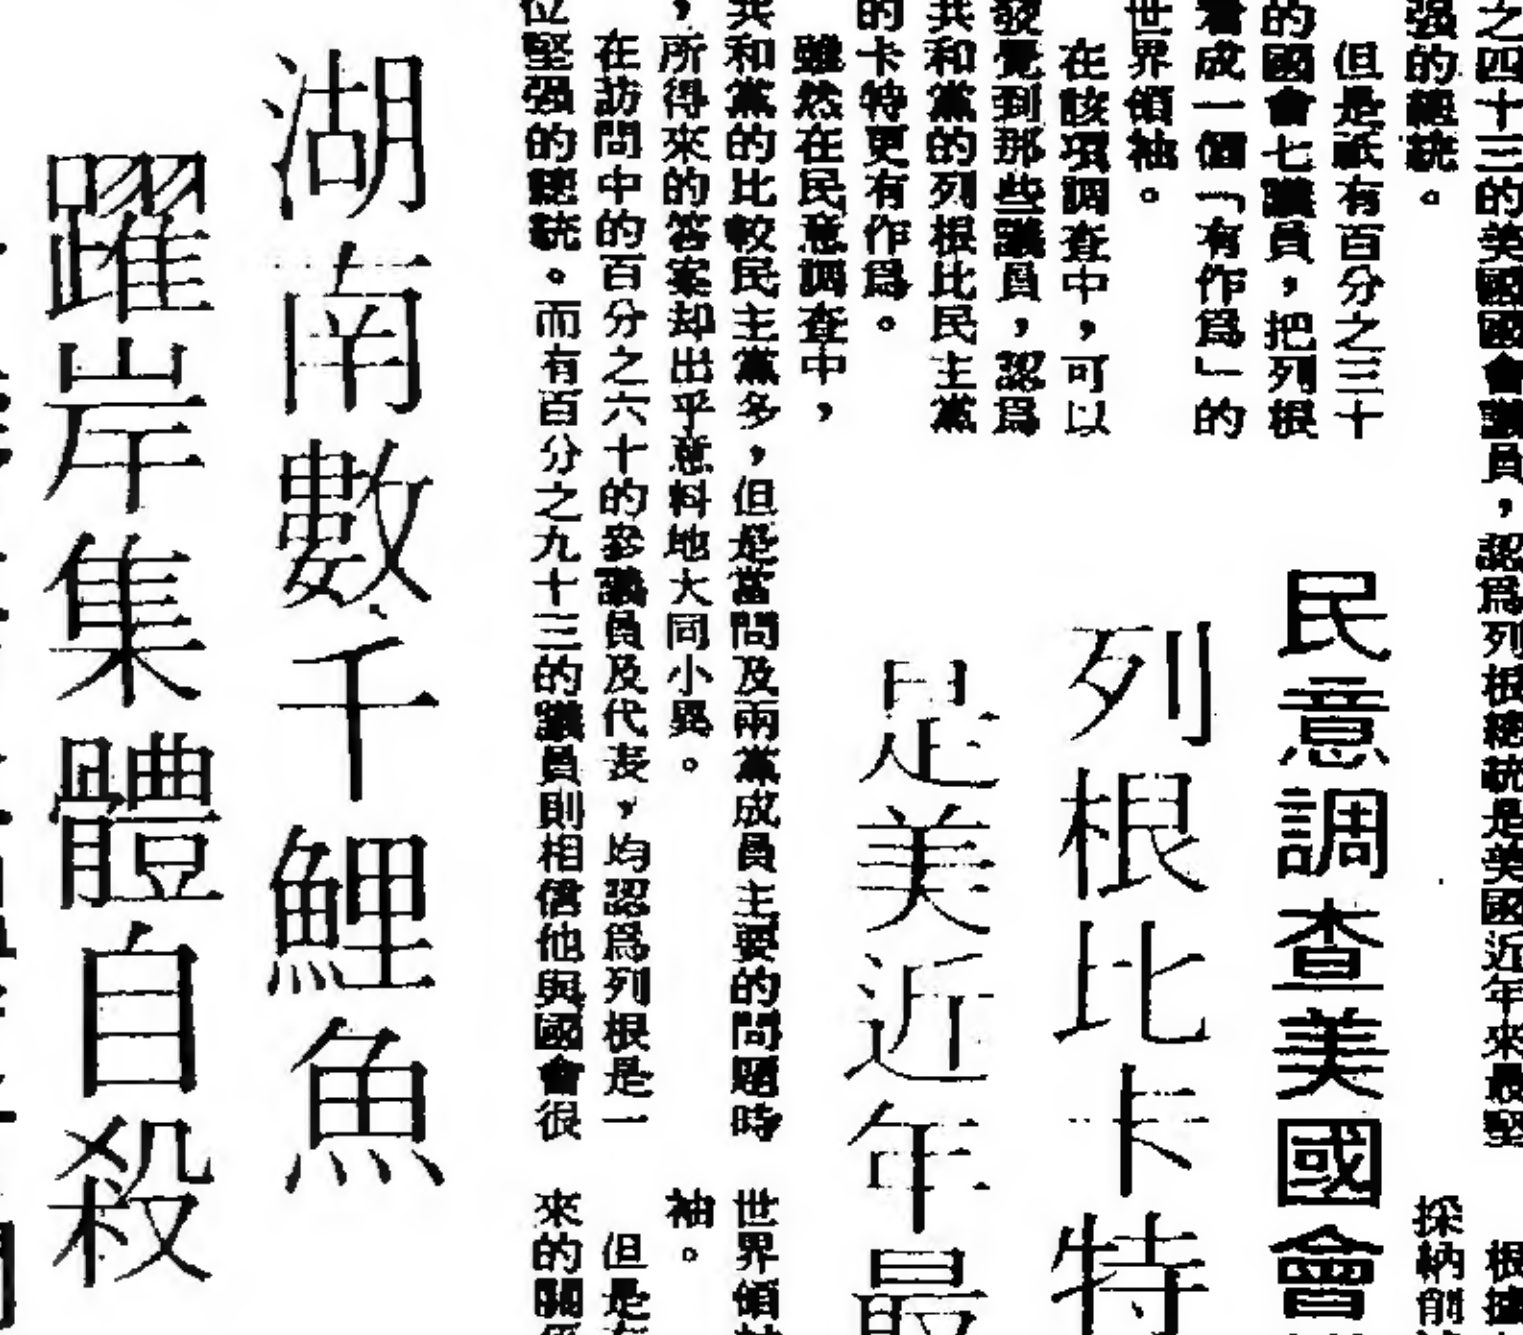 之四十三的美國國會議員，認爲列根總統是美國近年來最堅
强的總統。
但是祇有百分之三十
的國會七議員，把列根
看成一個「有作爲」的
世界領袖。
在該項調查中，可以
發覺到那些議員，認爲
共和黨的列根比民主黨
的卡特更有作爲。
雖然在民意調查中，
共和黨的比較民主黨多，但是當問及兩黨成員主要的問題時
，所得來的答案却出乎意料地大同小異。
在訪問中的百分之六十的參議員及代表，均認爲列根是一
位堅强的總統。而有百分之九十三的議員則相信他與國會很
民意調查美國會
列根比卡特
是美近年最
根據
採納削
世界領
袖。
但是有
來的關係
湖南數千鯉魚
躍岸集體自殺